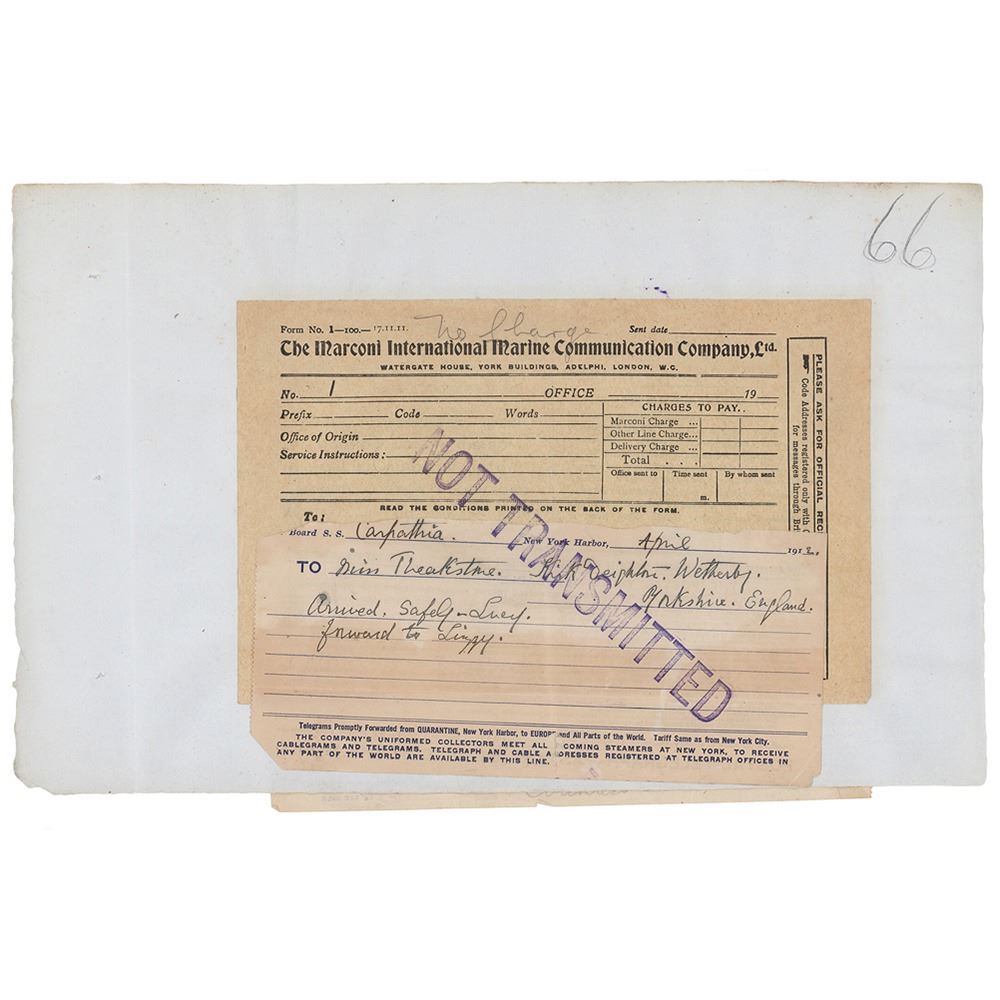 66
No Charge
Form No. 1—100.—17.11.11. Sent date
The Marconi International Marine Communication Company, Ltd.
WATERGATE HOUSE, YORK BUILDINGS, ADELPHI, LONDON, W.C.
No. 1 OFFICE 19
Prefix Code Words
Office of Origin
Service Instructions:
CHARGES TO PAY..
Marconi Charge ...
Other Line Charge...
Delivery Charge ...
Total . . .
Office sent to Time sent By whom sent
m.
READ THE CONDITIONS PRINTED ON THE BACK OF THE FORM.
PLEASE ASK FOR OFFICIAL REC
Code Addresses registered only with
for messages through Bri
To:
Board S. S. Carpathia. New York Harbor, April 1912.
TO Miss Theakstone. Kirk Deighton. Wetherby.
Yorkshire. England.
Arrived. Safely - Lucy.
forward to Lizzy.
NOT TRANSMITTED
Telegrams Promptly Forwarded from QUARANTINE, New York Harbor, to EUROPE and All Parts of the World. Tariff Same as from New York City.
THE COMPANY'S UNIFORMED COLLECTORS MEET ALL COMING STEAMERS AT NEW YORK, TO RECEIVE
CABLEGRAMS AND TELEGRAMS. TELEGRAPH AND CABLE ADDRESSES REGISTERED AT TELEGRAPH OFFICES IN
ANY PART OF THE WORLD ARE AVAILABLE BY THIS LINE.